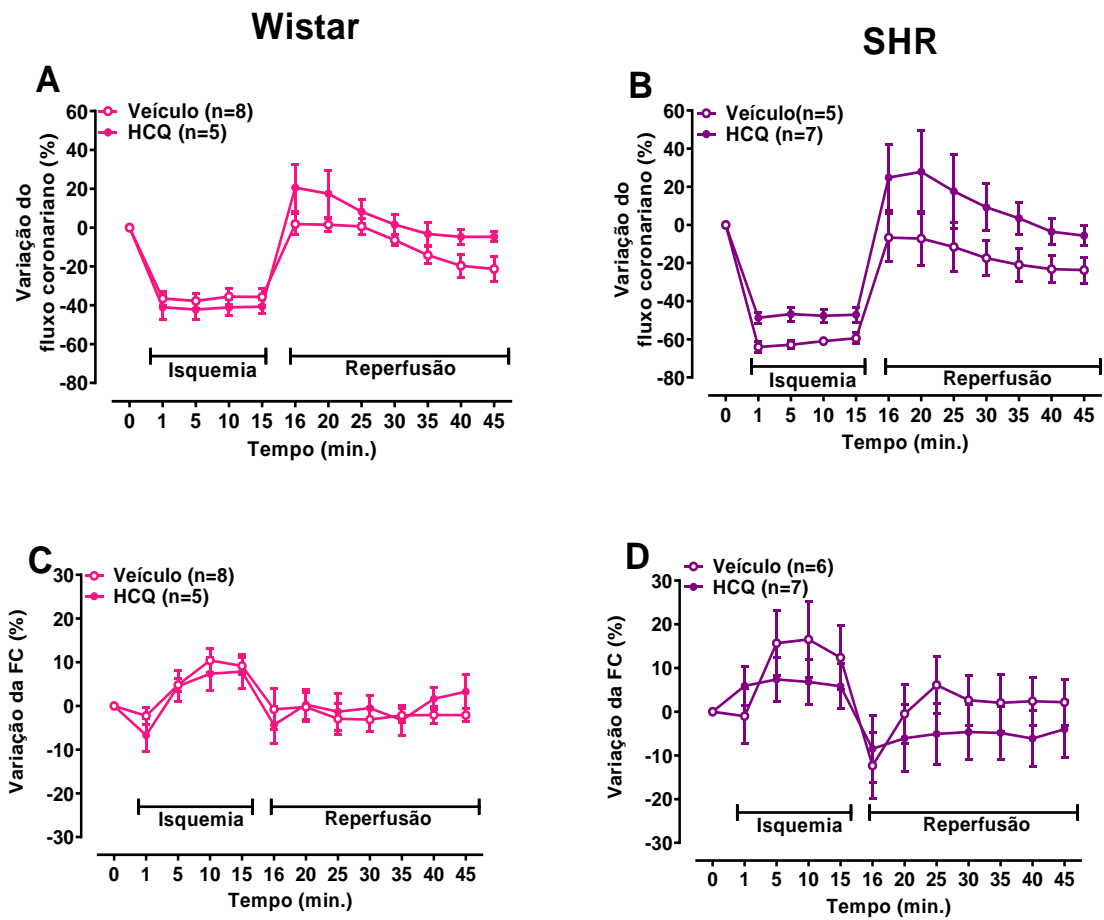 Wistar
SHR
A
Veículo (n=8)
HCQ (n=5)
Variação do
fluxo coronariano (%)
60
40
20
0
-20
-40
-60
-80
Isquemia
Reperfusão
0 1 5 10 15 16 20 25 30 35 40 45
Tempo (min.)
B
Veículo(n=5)
HCQ (n=7)
Variação do
fluxo coronariano (%)
60
40
20
0
-20
-40
-60
-80
Isquemia
Reperfusão
0 1 5 10 15 16 20 25 30 35 40 45
Tempo (min.)
C
Veículo (n=8)
HCQ (n=5)
Variação da FC (%)
30
20
10
0
-10
-20
-30
Isquemia
Reperfusão
0 1 5 10 15 16 20 25 30 35 40 45
Tempo (min.)
D
Veículo (n=6)
HCQ (n=7)
Variação da FC (%)
30
20
10
0
-10
-20
-30
Isquemia
Reperfusão
0 1 5 10 15 16 20 25 30 35 40 45
Tempo (min.)